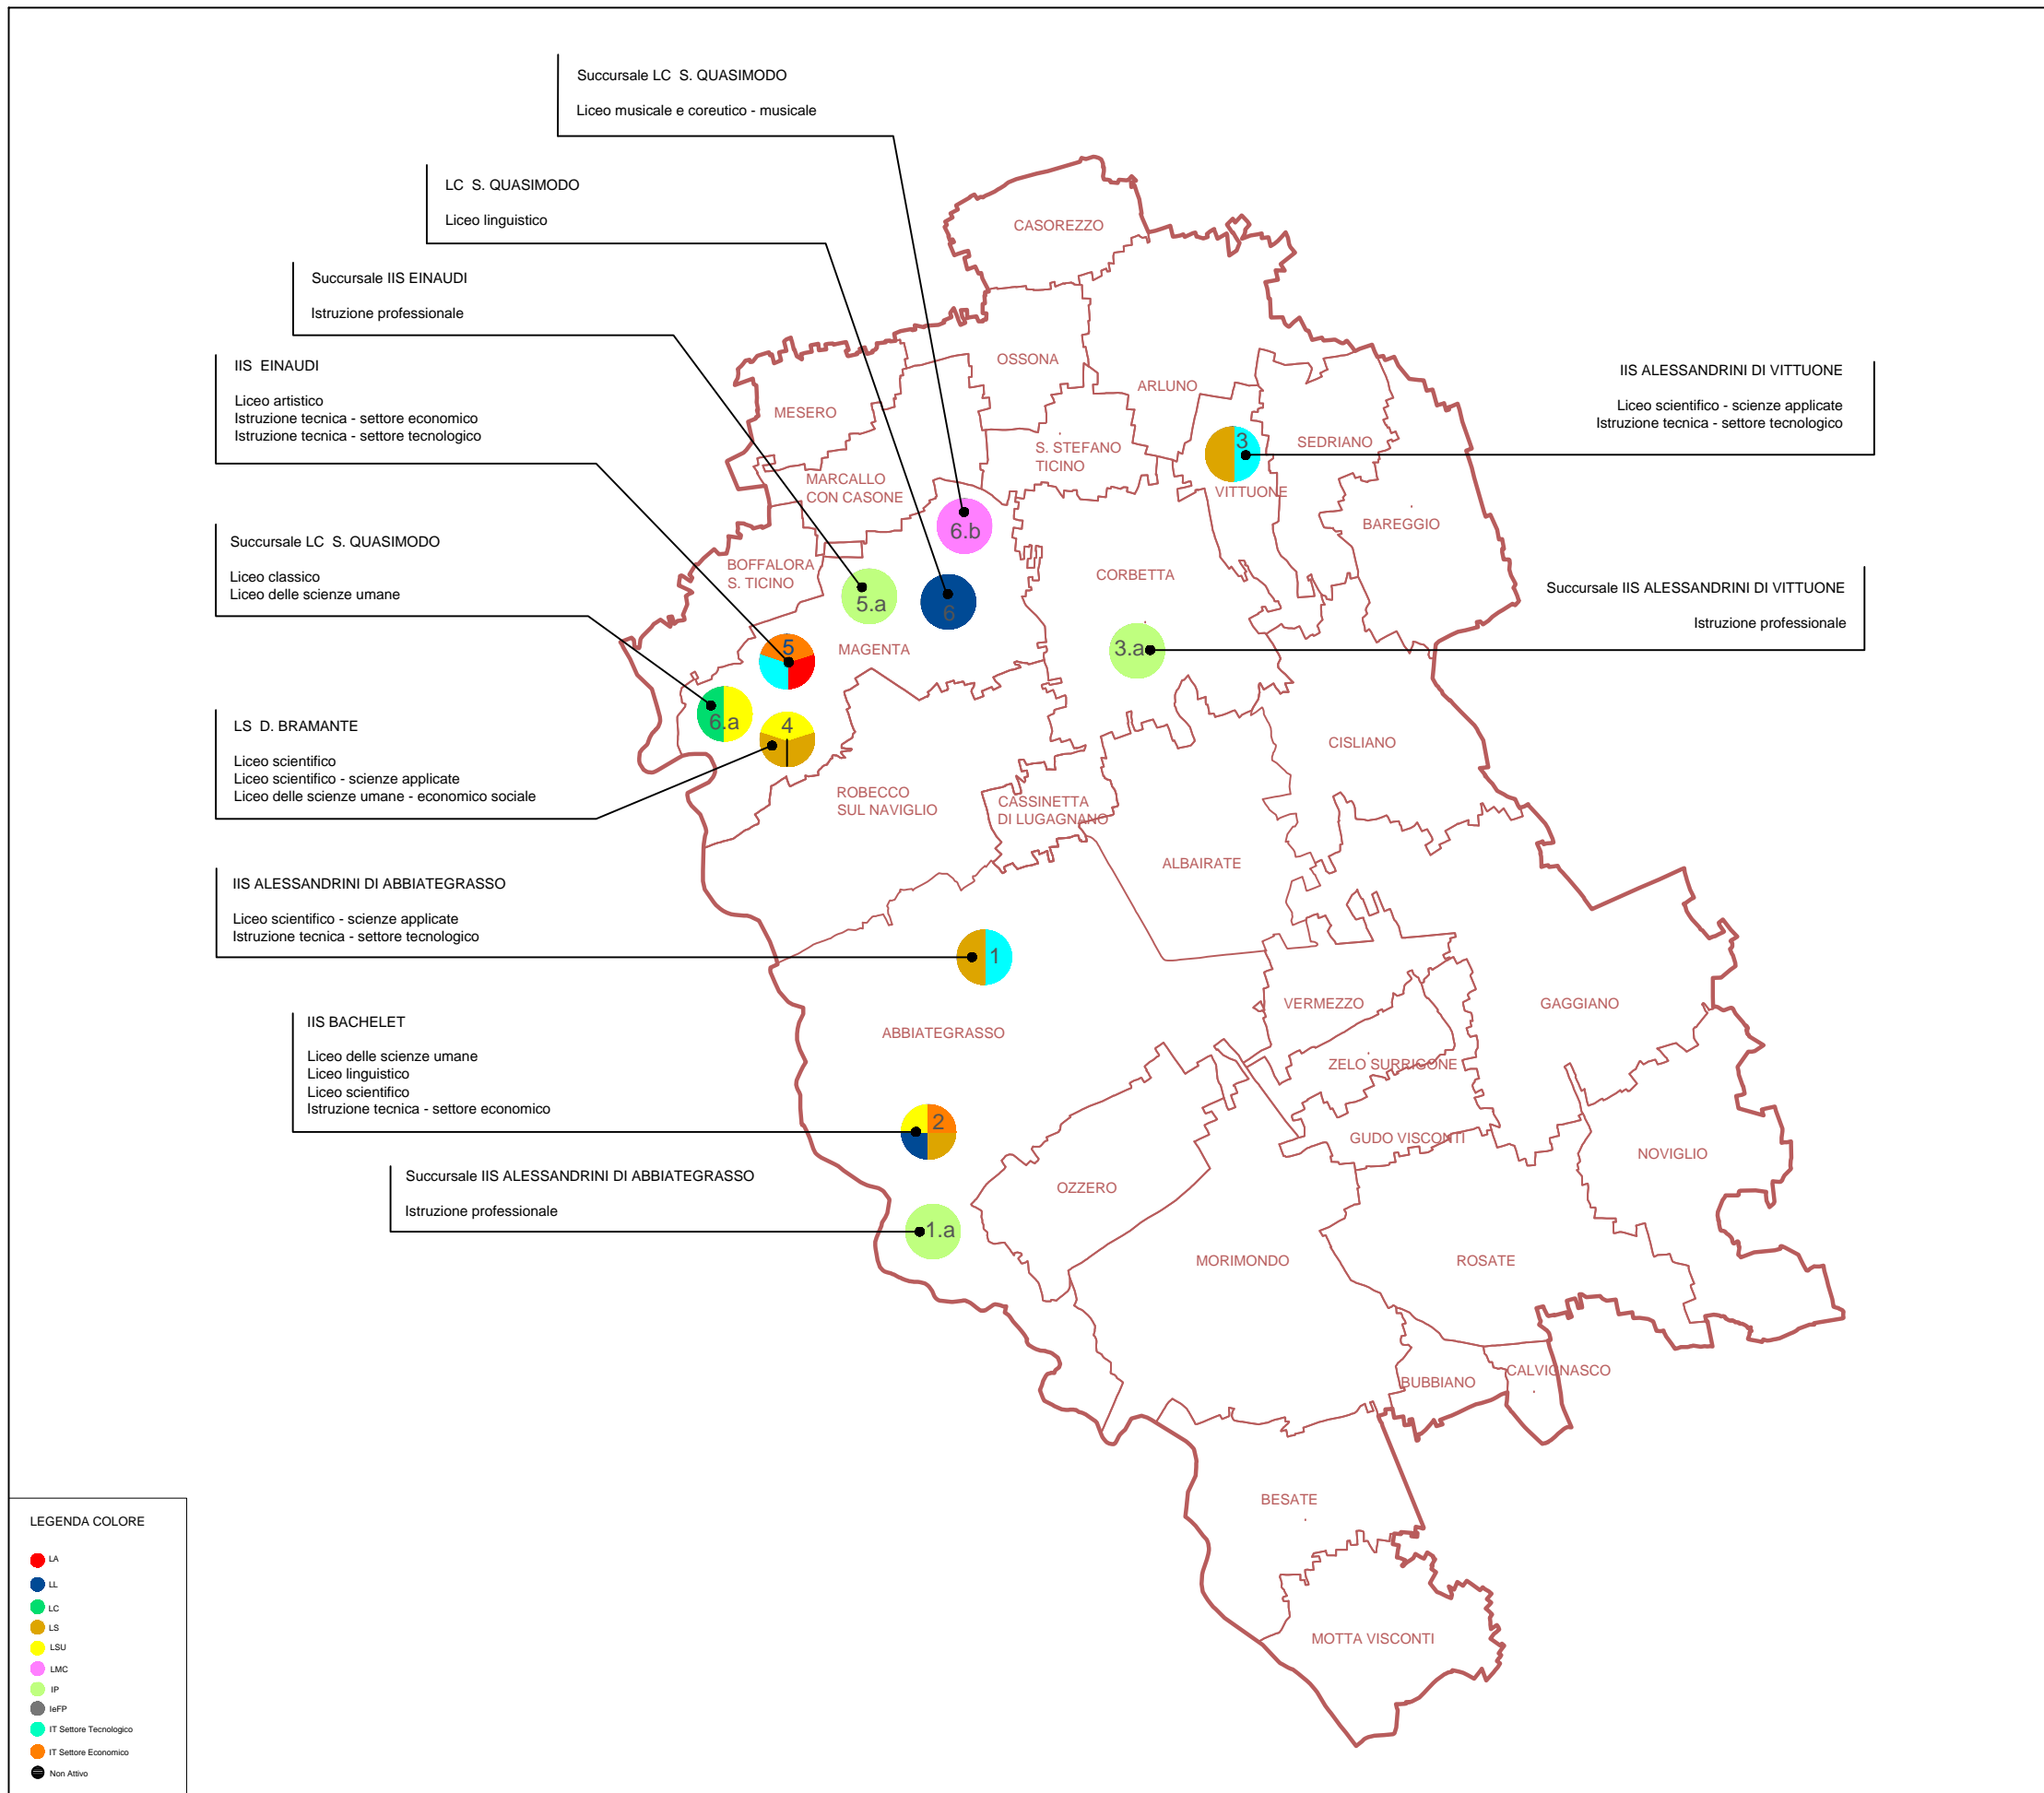 Succursale LC S. QUASIMODO
Liceo musicale e coreutico - musicale
LC S. QUASIMODO
Liceo linguistico
Succursale IIS EINAUDI
Istruzione professionale
IIS EINAUDI
Liceo artistico
Istruzione tecnica - settore economico
Istruzione tecnica - settore tecnologico
Succursale LC S. QUASIMODO
Liceo classico
Liceo delle scienze umane
LS D. BRAMANTE
Liceo scientifico
Liceo scientifico - scienze applicate
Liceo delle scienze umane - economico sociale
IIS ALESSANDRINI DI ABBIATEGRASSO
Liceo scientifico - scienze applicate
Istruzione tecnica - settore tecnologico
IIS BACHELET
Liceo delle scienze umane
Liceo linguistico
Liceo scientifico
Istruzione tecnica - settore economico
Succursale IIS ALESSANDRINI DI ABBIATEGRASSO
Istruzione professionale
IIS ALESSANDRINI DI VITTUONE
Liceo scientifico - scienze applicate
Istruzione tecnica - settore tecnologico
Succursale IIS ALESSANDRINI DI VITTUONE
Istruzione professionale
CASOREZZO
OSSONA
ARLUNO
MESERO
S. STEFANO
TICINO
3
SEDRIANO
VITTUONE
MARCALLO
CON CASONE
6.b
BAREGGIO
BOFFALORA
S. TICINO
CORBETTA
5.a
6
5
MAGENTA
3.a
6.a
4
CISLIANO
ROBECCO
SUL NAVIGLIO
CASSINETTA
DI LUGAGNANO
ALBAIRATE
1
VERMEZZO
GAGGIANO
ABBIATEGRASSO
ZELO SURRIGONE
2
GUDO VISCONTI
NOVIGLIO
OZZERO
1.a
MORIMONDO
ROSATE
BUBBIANO
CALVIGNASCO
BESATE
MOTTA VISCONTI
LEGENDA COLORE
LA
LL
LC
LS
LSU
LMC
IP
IeFP
IT Settore Tecnologico
IT Settore Economico
Non Attivo